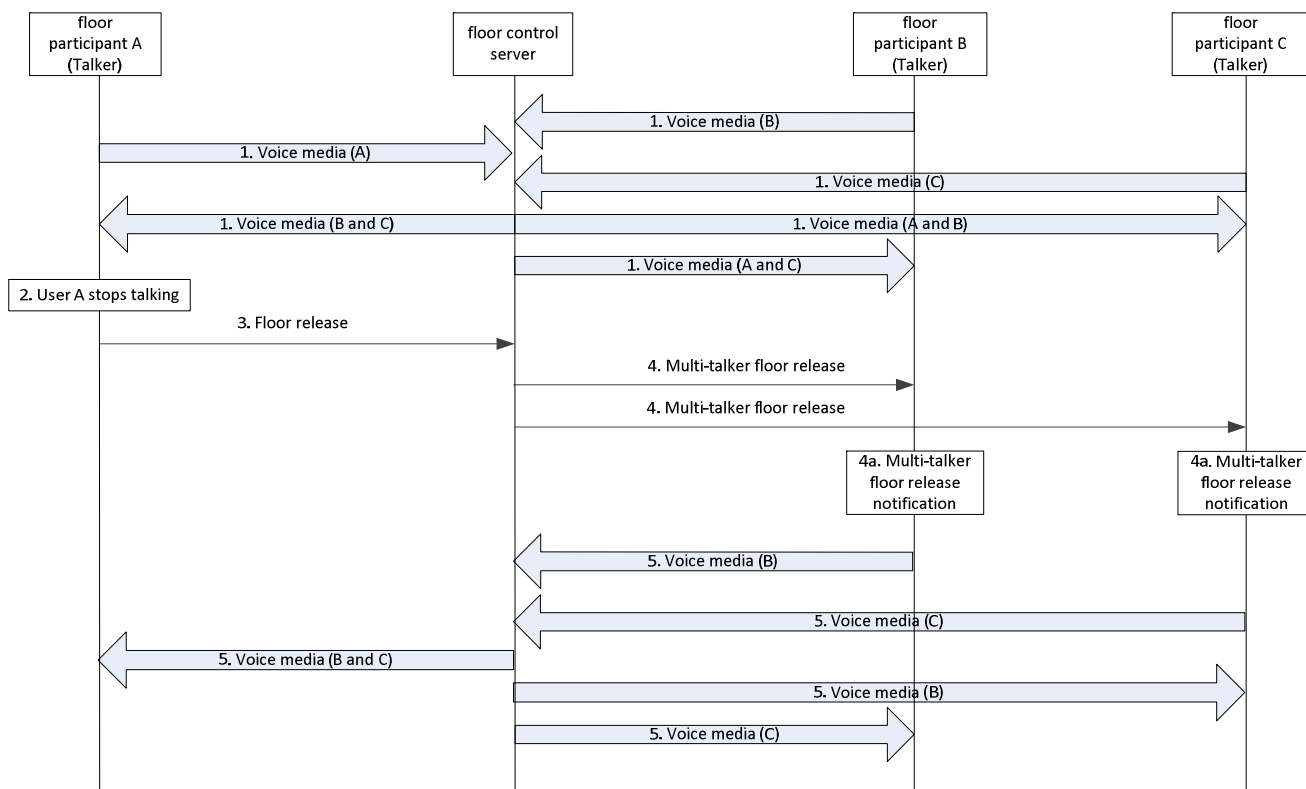 floor
participant A
(Talker)
floor control
server
floor
participant B
(Talker)
floor
participant C
(Talker)
1. Voice media (B)
1. Voice media (A)
1. Voice media (C)
1. Voice media (B and C)
1. Voice media (A and B)
1. Voice media (A and C)
2. User A stops talking
3. Floor release
4. Multi-talker floor release
4. Multi-talker floor release
4a. Multi-talker
floor release
notification
4a. Multi-talker
floor release
notification
5. Voice media (B)
5. Voice media (C)
5. Voice media (B and C)
5. Voice media (B)
5. Voice media (C)